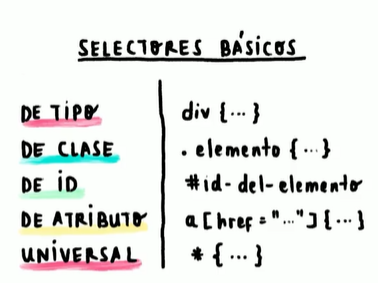 SELECTORES BÁSICOS
DE TIPO div {...}
DE CLASE .elemento {...}
DE ID #id-del-elemento
DE ATRIBUTO a[href="..."]{...}
UNIVERSAL * {...}